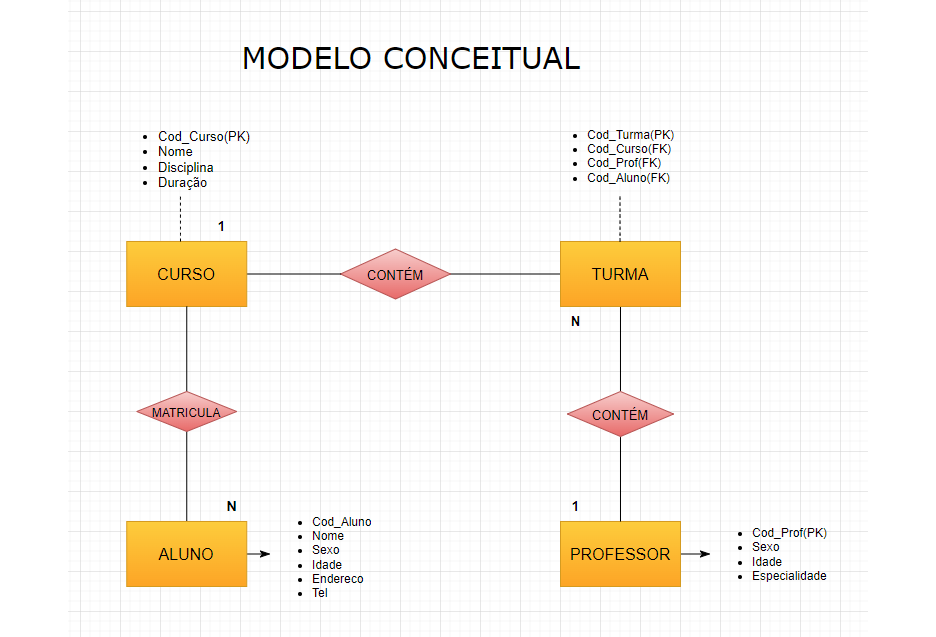 MODELO CONCEITUAL
• Cod_Curso(PK)
• Nome
• Disciplina
• Duração
• Cod_Turma(PK)
• Cod_Curso(FK)
• Cod_Prof(FK)
• Cod_Aluno(FK)
1
CURSO
CONTÉM
TURMA
N
MATRICULA
CONTÉM
N
1
ALUNO
• Cod_Aluno
• Nome
• Sexo
• Idade
• Endereco
• Tel
PROFESSOR
• Cod_Prof(PK)
• Sexo
• Idade
• Especialidade